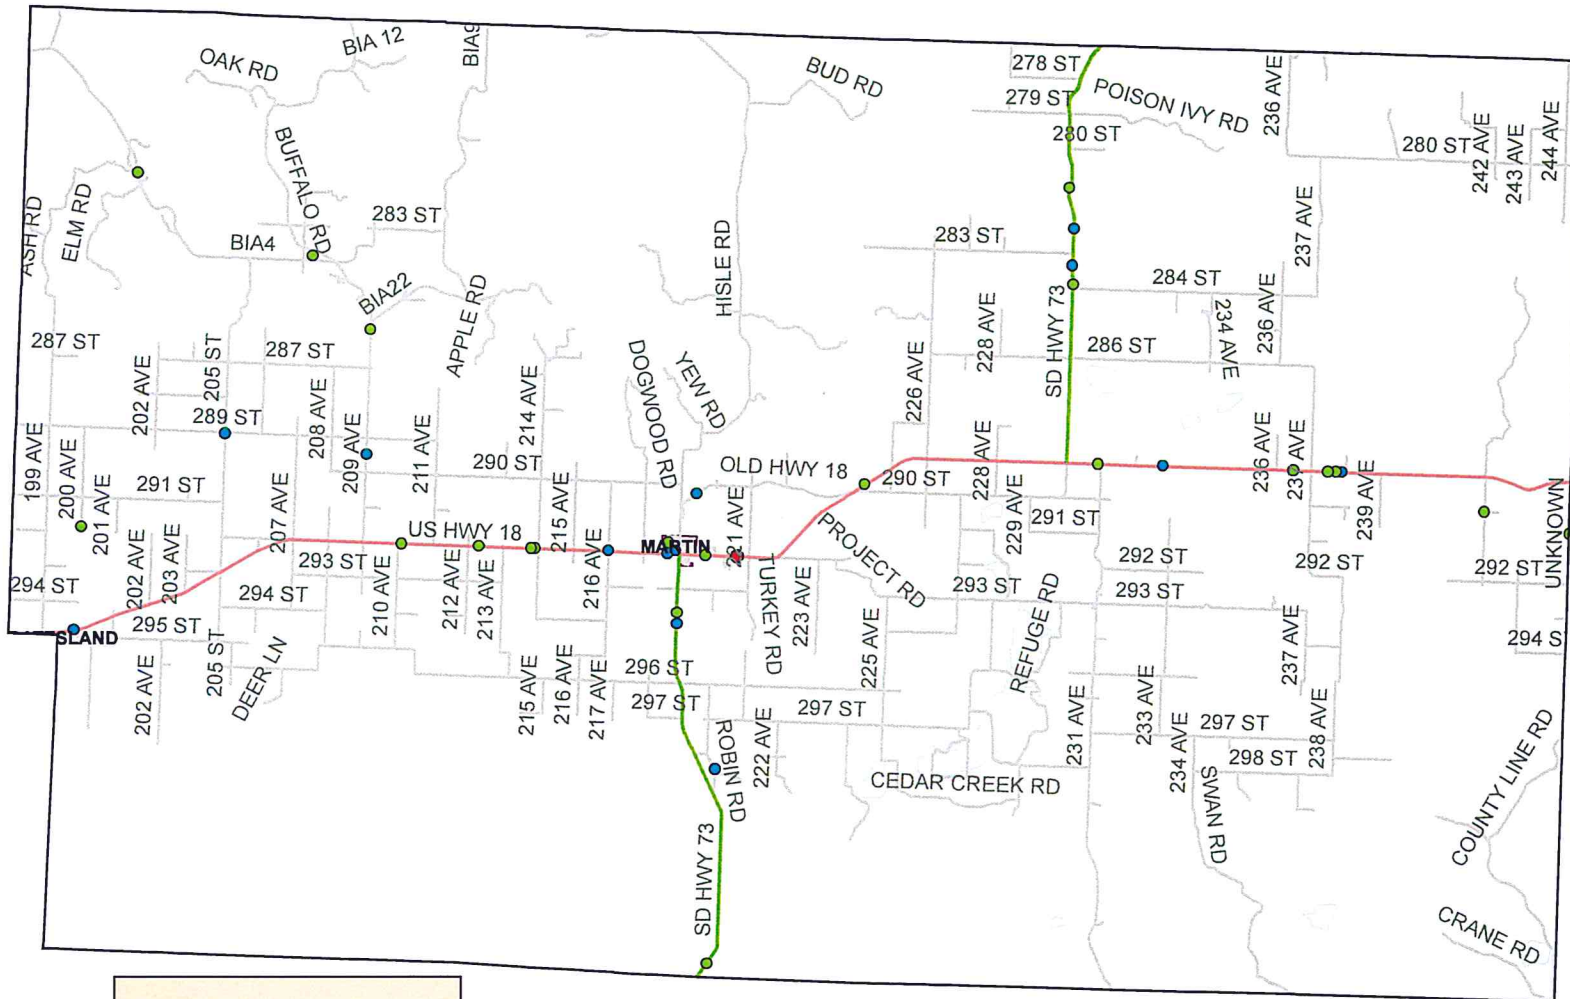 BIA 12
BIA9
OAK RD
BUD RD
278 ST
279 ST
POISON IVY RD
280 ST
236 AVE
280 ST
242 AVE
243 AVE
244 AVE
ASH RD
ELM RD
BUFFALO RD
283 ST
BIA4
BIA22
APPLE RD
HISLE RD
283 ST
SD HWY 73
284 ST
237 AVE
228 AVE
234 AVE
236 AVE
286 ST
287 ST
202 AVE
205 ST
287 ST
289 ST
208 AVE
209 AVE
211 AVE
214 AVE
290 ST
DOGWOOD RD
YEW RD
226 AVE
OLD HWY 18
290 ST
228 AVE
229 AVE
291 ST
236 AVE
237 AVE
239 AVE
199 AVE
200 AVE
201 AVE
291 ST
207 AVE
US HWY 18
215 AVE
216 AVE
MARTIN
221 AVE
PROJECT RD
TURKEY RD
223 AVE
292 ST
292 ST
292 ST
UNKNOWN
294 ST
202 AVE
203 AVE
293 ST
294 ST
210 AVE
212 AVE
213 AVE
293 ST
293 ST
294 S
SLAND
295 ST
205 ST
202 AVE
DEER LN
215 AVE
216 AVE
217 AVE
296 ST
297 ST
225 AVE
REFUGE RD
231 AVE
233 AVE
234 AVE
237 AVE
238 AVE
297 ST
298 ST
222 AVE
297 ST
ROBIN RD
CEDAR CREEK RD
SWAN RD
COUNTY LINE RD
SD HWY 73
CRANE RD